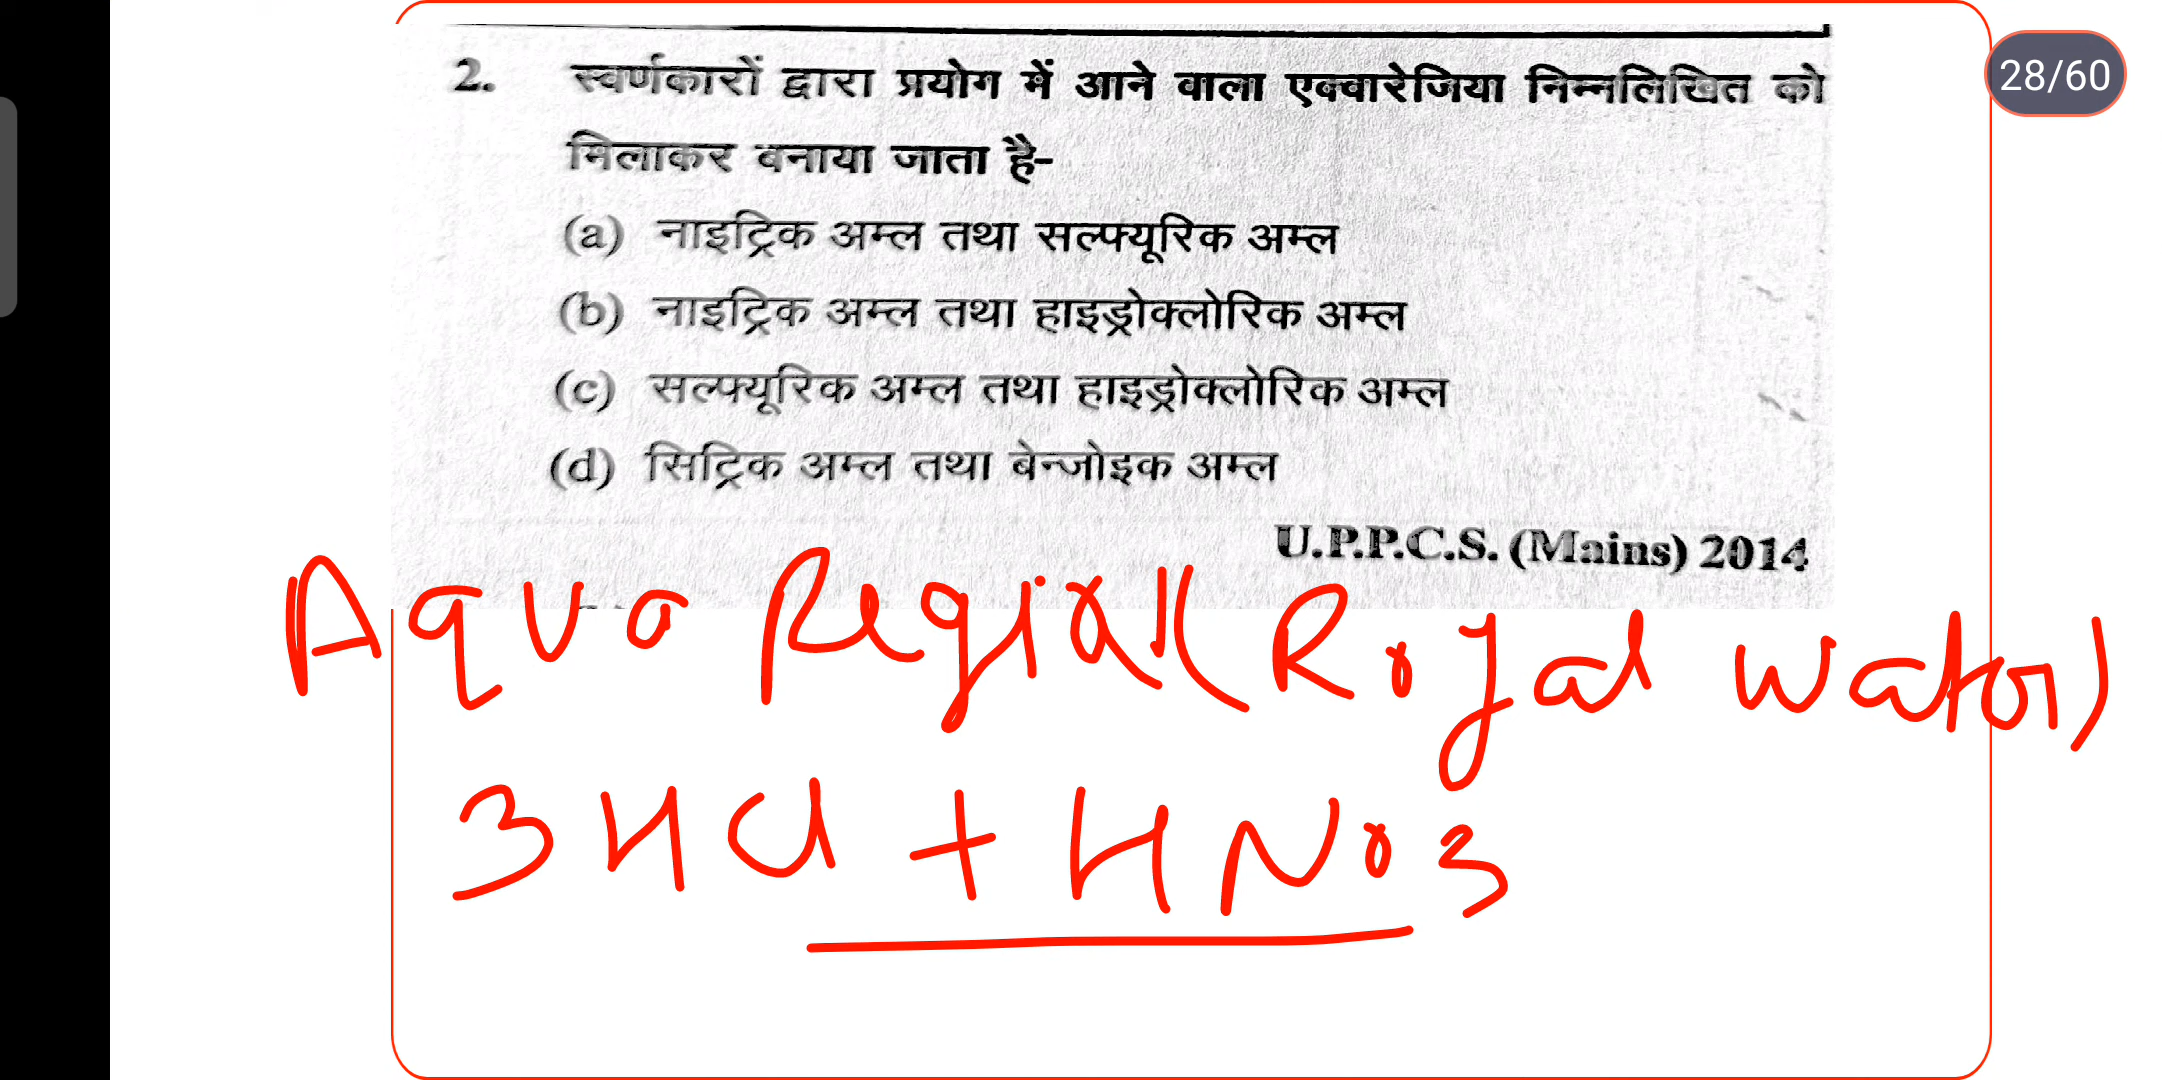 28/60
2. स्वर्णकारों द्वारा प्रयोग में आने वाला एक्वारेजिया निम्नलिखित को
मिलाकर बनाया जाता है-
(a) नाइट्रिक अम्ल तथा सल्फ्यूरिक अम्ल
(b) नाइट्रिक अम्ल तथा हाइड्रोक्लोरिक अम्ल
(c) सल्फ्यूरिक अम्ल तथा हाइड्रोक्लोरिक अम्ल
(d) सिट्रिक अम्ल तथा बेन्जोइक अम्ल
U.P.P.C.S. (Mains) 2014
Aqua Regia (Royal water)
3HCl + HNO3